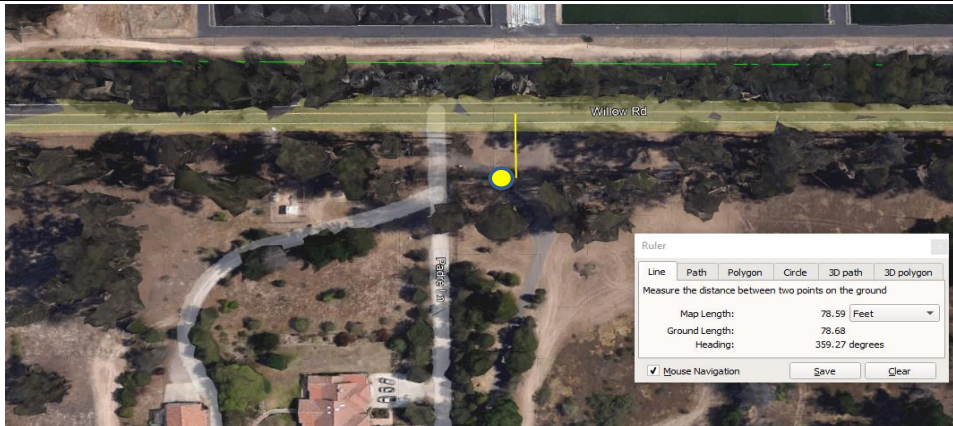 Willow Rd
Padre Ln
Ruler
Line Path Polygon Circle 3D path 3D polygon
Measure the distance between two points on the ground
Map Length: 78.59 Feet
Ground Length: 78.68
Heading: 359.27 degrees
Mouse Navigation Save Clear